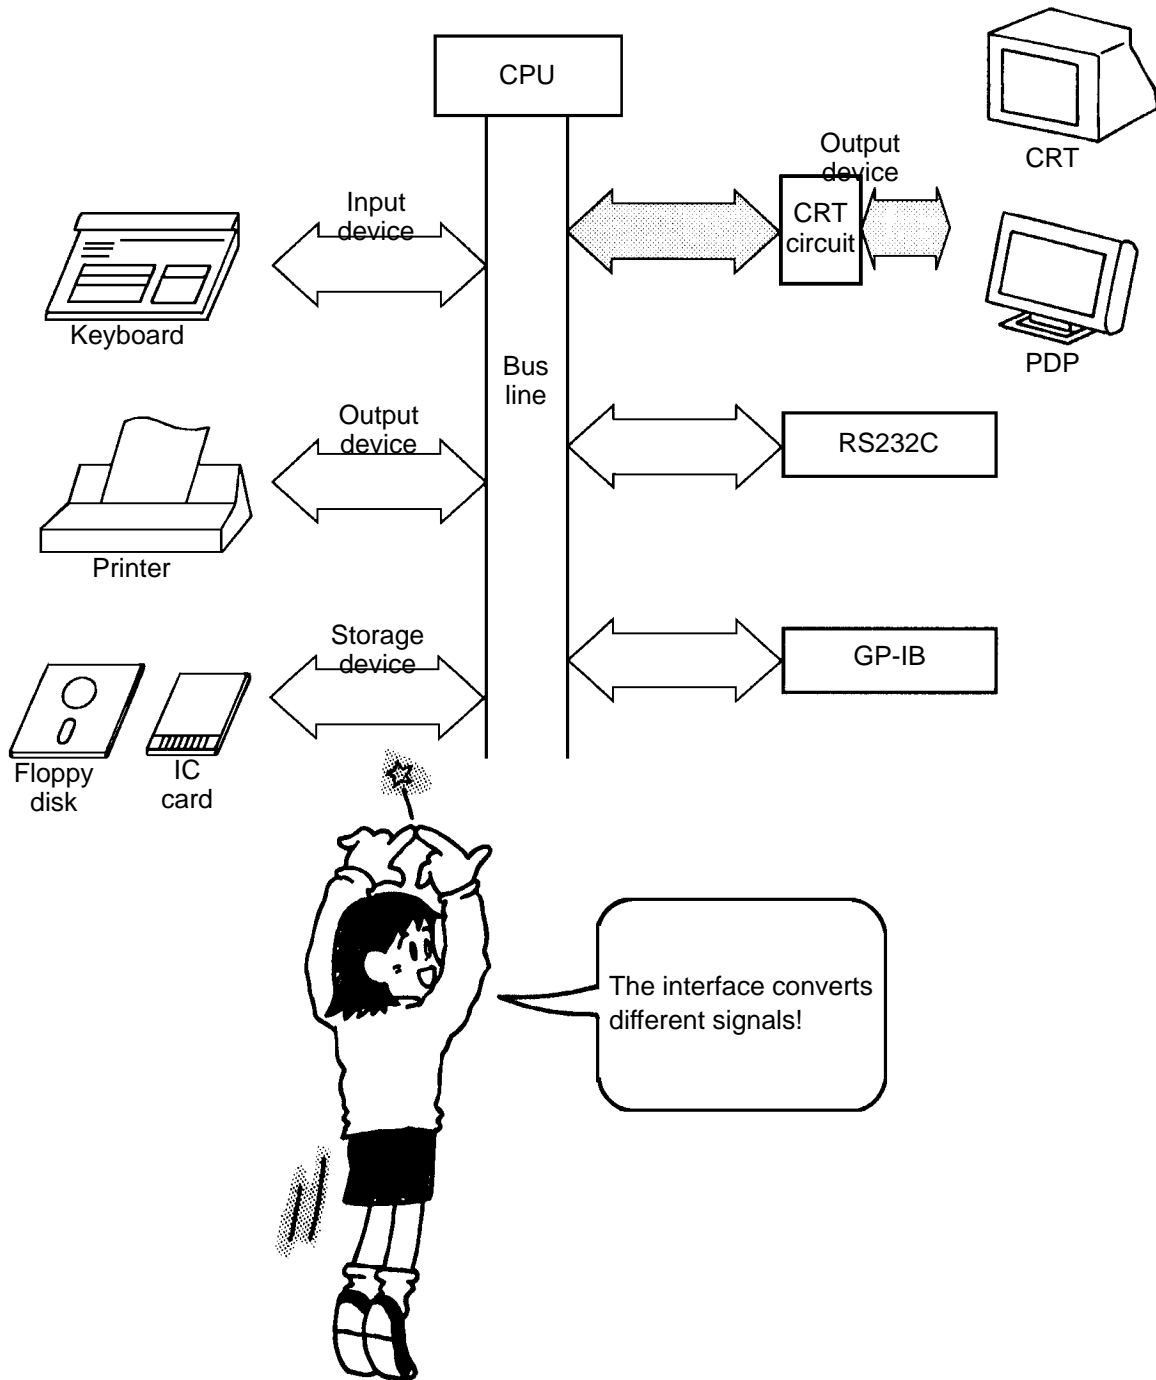 CPU
Output
device
CRT
Input
device
CRT
circuit
Keyboard
PDP
Bus
line
Output
device
RS232C
Printer
Storage
device
GP-IB
Floppy
disk
IC
card
The interface converts
different signals!